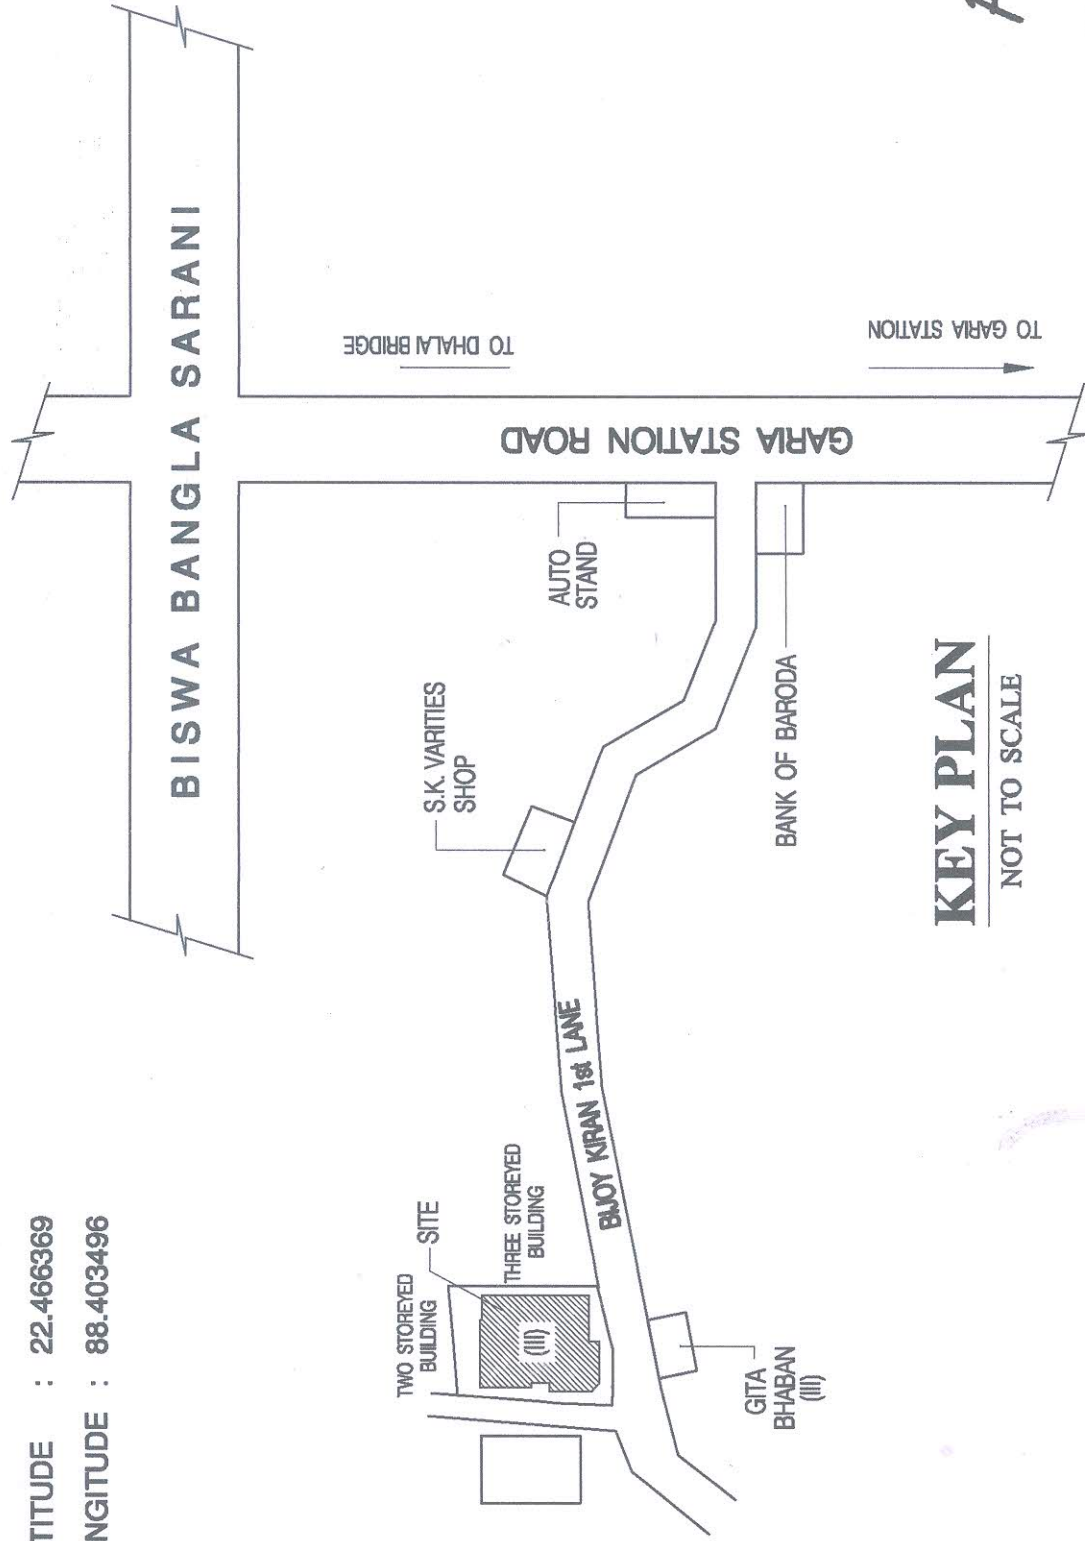 TITUDE : 22.466369
NGITUDE : 88.403496
BISWA BANGLA SARANI
TO DHALAI BRIDGE
TO GARIA STATION
GARIA STATION ROAD
AUTO
STAND
S.K. VARITIES
SHOP
BANK OF BARODA
BIJOY KIRAN 1st LANE
TWO STOREYED
BUILDING
SITE
THREE STOREYED
BUILDING
(III)
GITA
BHABAN
(III)
KEY PLAN
NOT TO SCALE